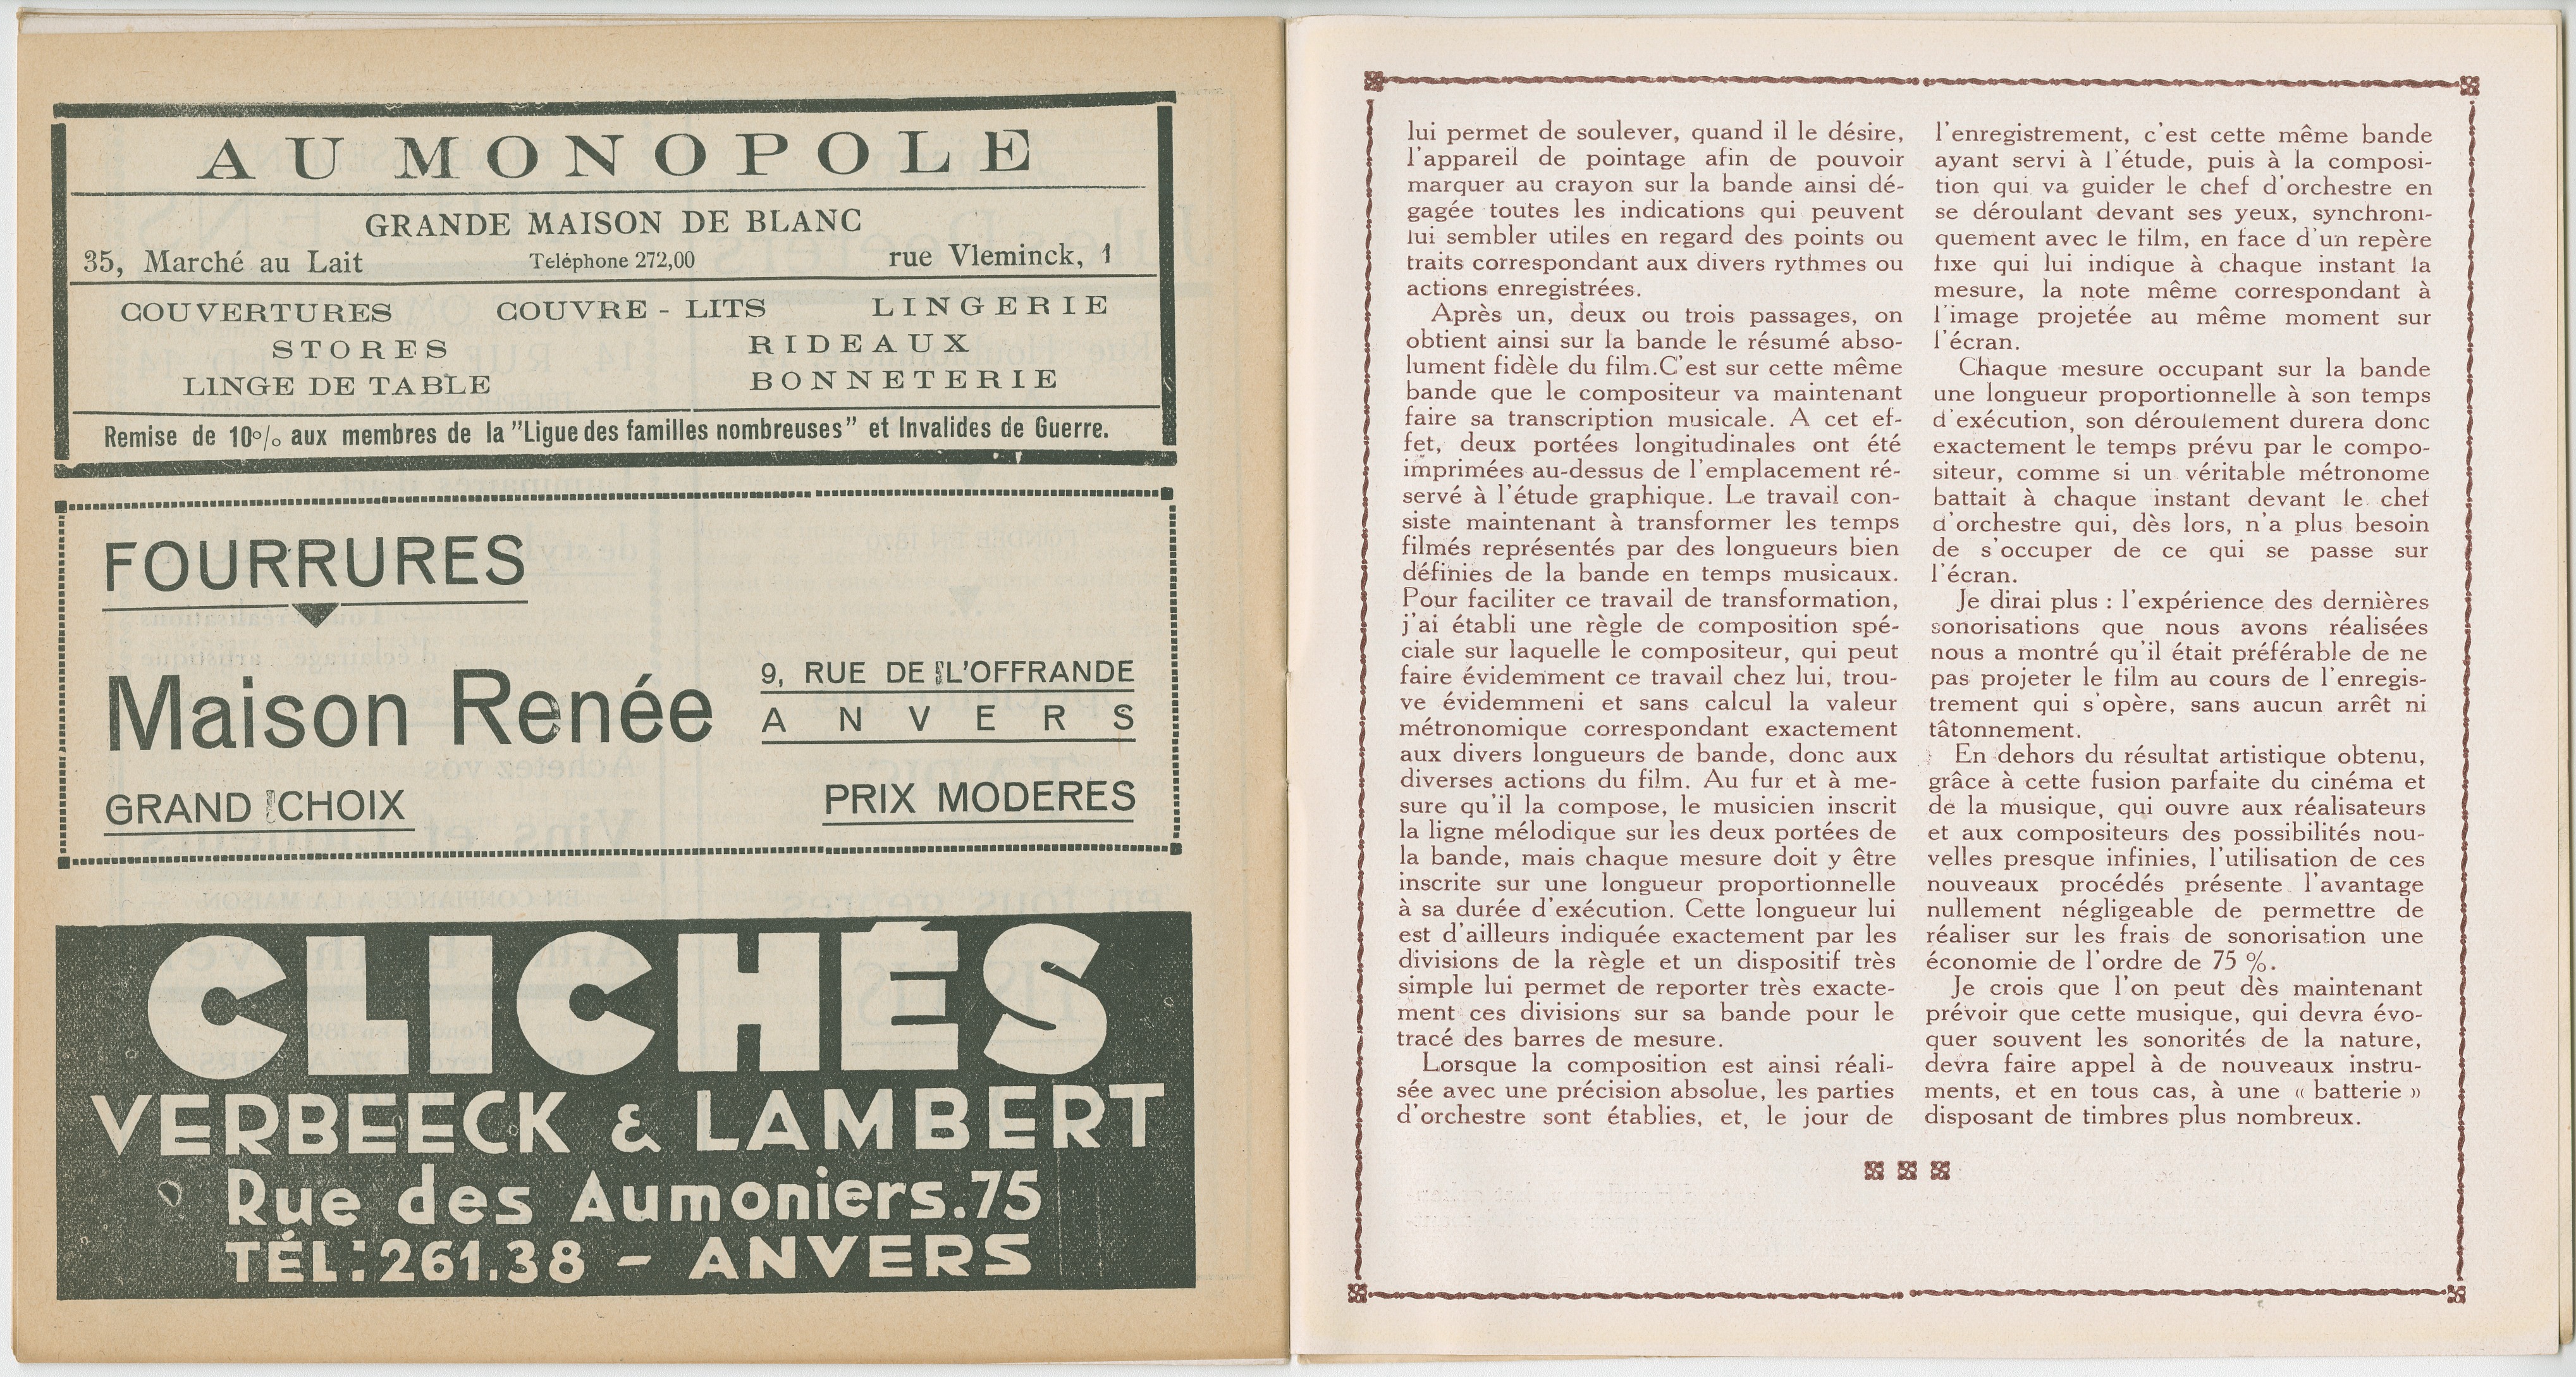 AU MONOPOLE
GRANDE MAISON DE BLANC
35, Marché au Lait Teléphone 272,00 rue Vleminck, 1
COUVERTURES COUVRE - LITS LINGERIE
STORES RIDEAUX
LINGE DE TABLE BONNETERIE
Remise de 10% aux membres de la "Ligue des familles nombreuses" et Invalides de Guerre.
FOURRURES
Maison Renée
9, RUE DE L'OFFRANDE
ANVERS
GRAND CHOIX
PRIX MODERES
CLICHÉS
VERBEECK & LAMBERT
Rue des Aumoniers.75
TÉL:261.38 - ANVERS
lui permet de soulever, quand il le désire,
l'appareil de pointage afin de pouvoir
marquer au crayon sur la bande ainsi dé-
gagée toutes les indications qui peuvent
lui sembler utiles en regard des points ou
traits correspondant aux divers rythmes ou
actions enregistrées.
Après un, deux ou trois passages, on
obtient ainsi sur la bande le résumé abso-
lument fidèle du film.C'est sur cette même
bande que le compositeur va maintenant
faire sa transcription musicale. A cet ef-
fet, deux portées longitudinales ont été
imprimées au-dessus de l'emplacement ré-
servé à l'étude graphique. Le travail con-
siste maintenant à transformer les temps
filmés représentés par des longueurs bien
définies de la bande en temps musicaux.
Pour faciliter ce travail de transformation,
j'ai établi une règle de composition spé-
ciale sur laquelle le compositeur, qui peut
faire évidemment ce travail chez lui, trou-
ve évidemmeni et sans calcul la valeur
métronomique correspondant exactement
aux divers longueurs de bande, donc aux
diverses actions du film. Au fur et à me-
sure qu'il la compose, le musicien inscrit
la ligne mélodique sur les deux portées de
la bande, mais chaque mesure doit y être
inscrite sur une longueur proportionnelle
à sa durée d'exécution. Cette longueur lui
est d'ailleurs indiquée exactement par les
divisions de la règle et un dispositif très
simple lui permet de reporter très exacte-
ment ces divisions sur sa bande pour le
tracé des barres de mesure.
Lorsque la composition est ainsi réali-
sée avec une précision absolue, les parties
d'orchestre sont établies, et, le jour de
l'enregistrement, c'est cette même bande
ayant servi à l'étude, puis à la composi-
tion qui va guider le chef d'orchestre en
se déroulant devant ses yeux, synchroni-
quement avec le film, en face d'un repère
fixe qui lui indique à chaque instant la
mesure, la note même correspondant à
l'image projetée au même moment sur
l'écran.
Chaque mesure occupant sur la bande
une longueur proportionnelle à son temps
d'exécution, son déroulement durera donc
exactement le temps prévu par le compo-
siteur, comme si un véritable métronome
battait à chaque instant devant le chef
d'orchestre qui, dès lors, n'a plus besoin
de s'occuper de ce qui se passe sur
l'écran.
Je dirai plus : l'expérience des dernières
sonorisations que nous avons réalisées
nous a montré qu'il était préférable de ne
pas projeter le film au cours de l'enregis-
trement qui s'opère, sans aucun arrêt ni
tâtonnement.
En dehors du résultat artistique obtenu,
grâce à cette fusion parfaite du cinéma et
de la musique, qui ouvre aux réalisateurs
et aux compositeurs des possibilités nou-
velles presque infinies, l'utilisation de ces
nouveaux procédés présente l'avantage
nullement négligeable de permettre de
réaliser sur les frais de sonorisation une
économie de l'ordre de 75 %.
Je crois que l'on peut dès maintenant
prévoir que cette musique, qui devra évo-
quer souvent les sonorités de la nature,
devra faire appel à de nouveaux instru-
ments, et en tous cas, à une « batterie »
disposant de timbres plus nombreux.